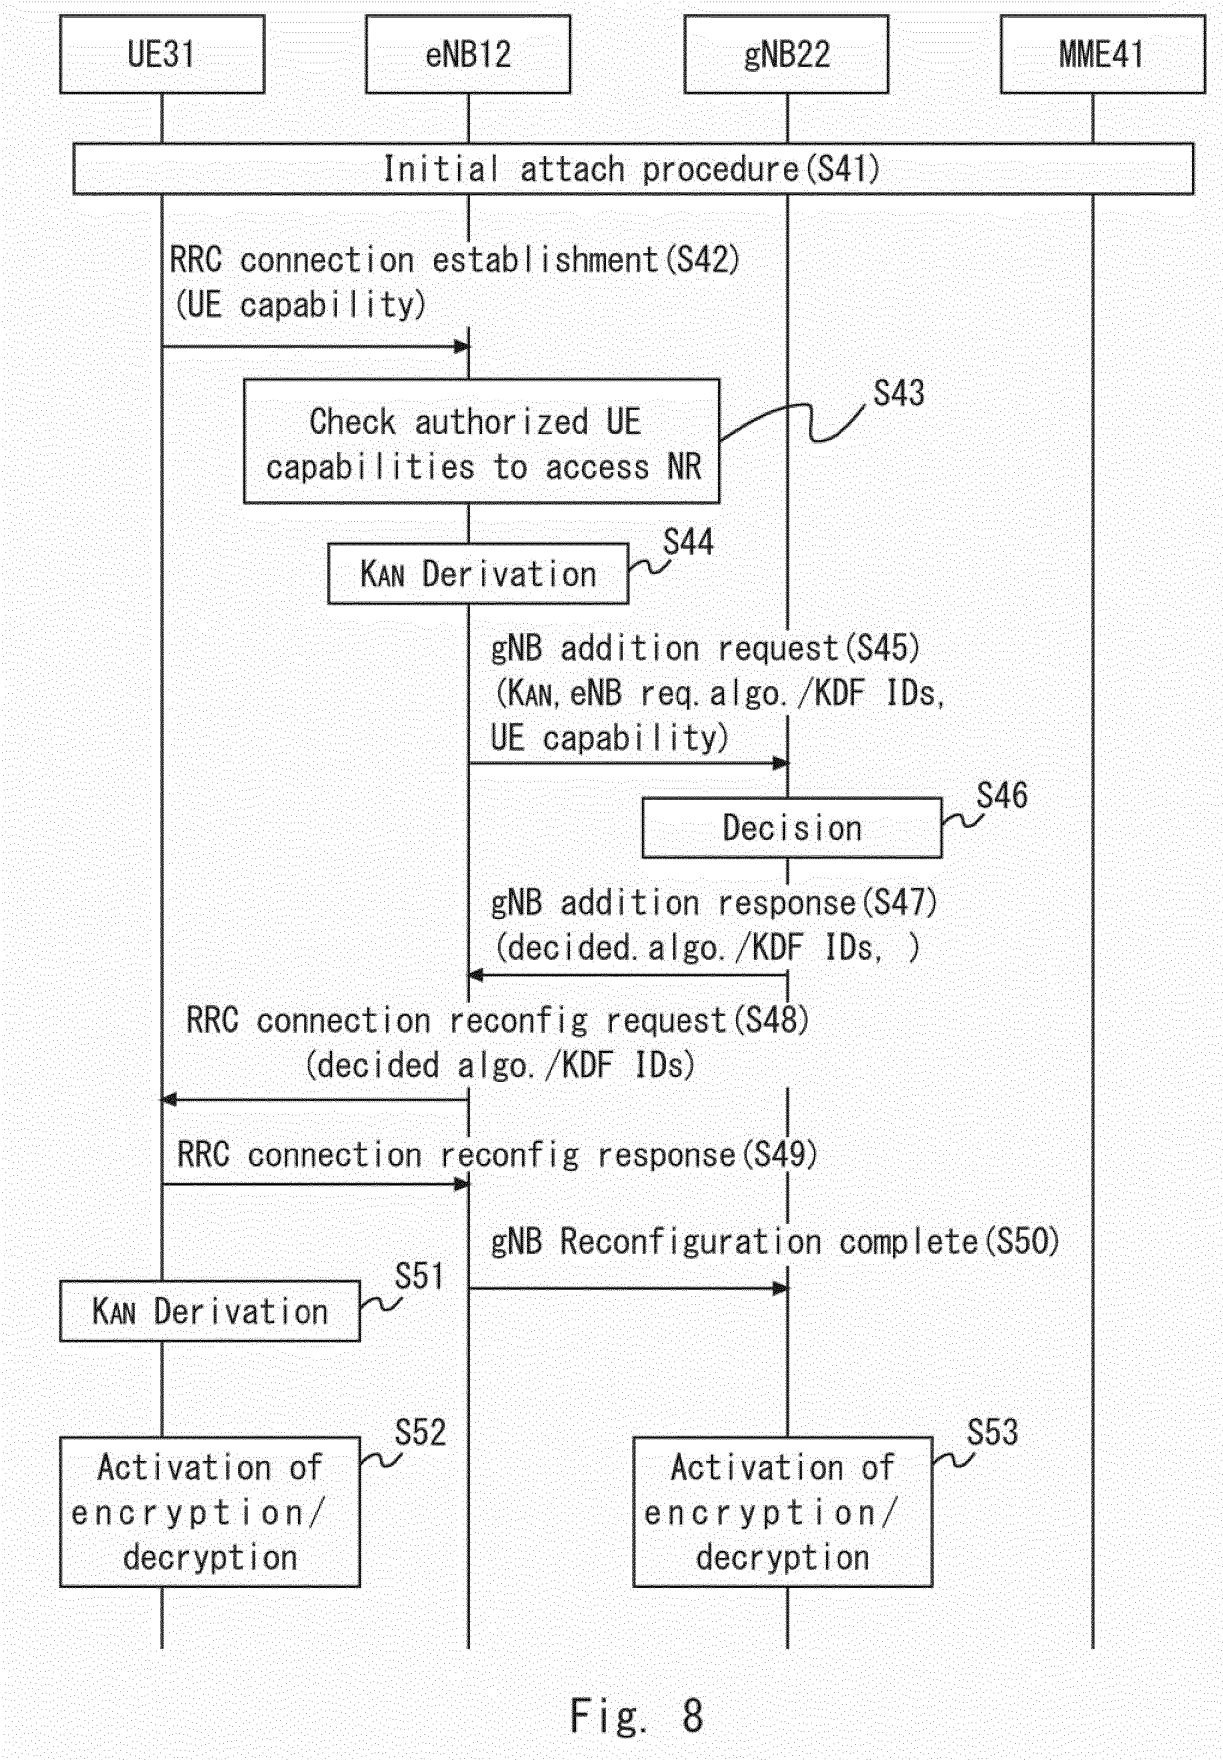 UE31
eNB12
gNB22
MME41
Initial attach procedure(S41)
RRC connection establishment(S42)
(UE capability)
S43
Check authorized UE
capabilities to access NR
S44
KAN Derivation
gNB addition request(S45)
(KAN, eNB req. algo. /KDF IDs,
UE capability)
S46
Decision
gNB addition response(S47)
(decided. algo. /KDF IDs, )
RRC connection reconfig request(S48)
(decided algo. /KDF IDs)
RRC connection reconfig response(S49)
gNB Reconfiguration complete(S50)
S51
KAN Derivation
S52
Activation of
encryption/
decryption
S53
Activation of
encryption/
decryption
Fig. 8